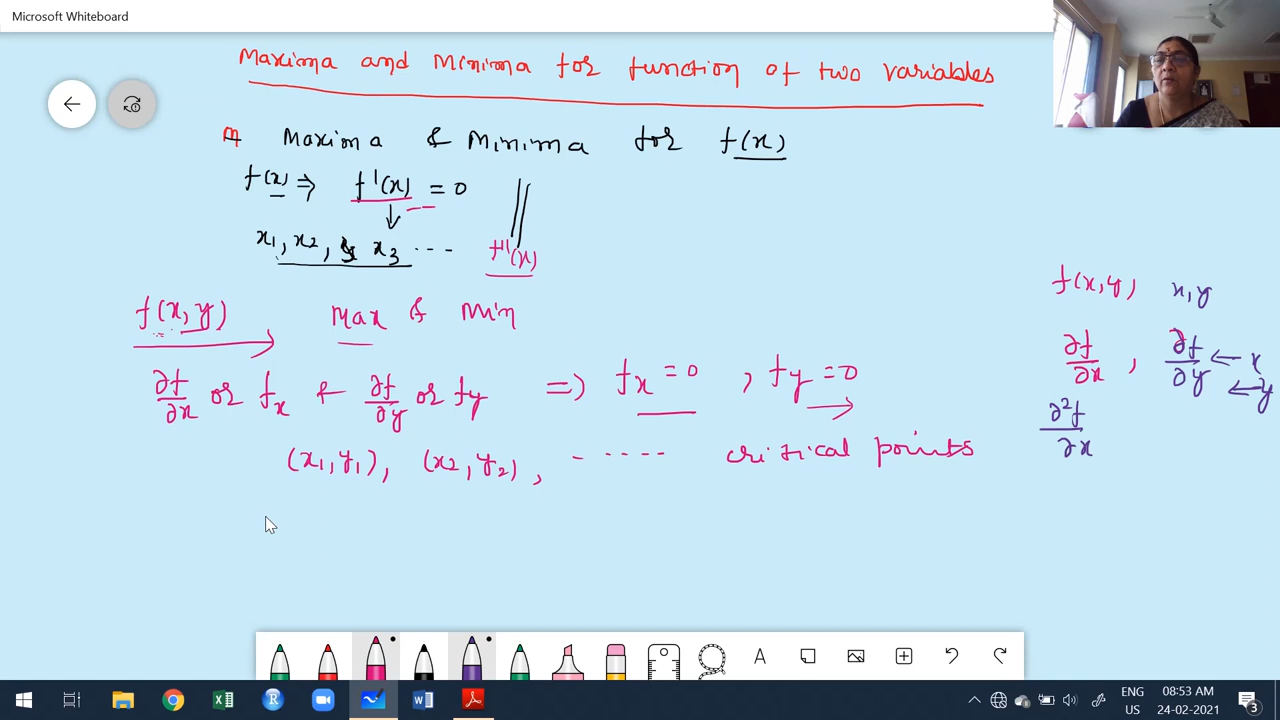 Microsoft Whiteboard
Maxima and Minima for function of two variables
Maxima & Minima for f(x)
f(x) ⇒ f'(x) = 0
x1, x2, & x3 ...
f''(x)
f(x, y) Max & Min
∂f/∂x or fx & ∂f/∂y or fy ⇒ fx = 0 , fy = 0
(x1, y1), (x2, y2), ..... critical points
f(x, y) x, y
∂f/∂x , ∂f/∂y ← x
← y
∂²f/∂x
A
ENG
US
08:53 AM
24-02-2021
3